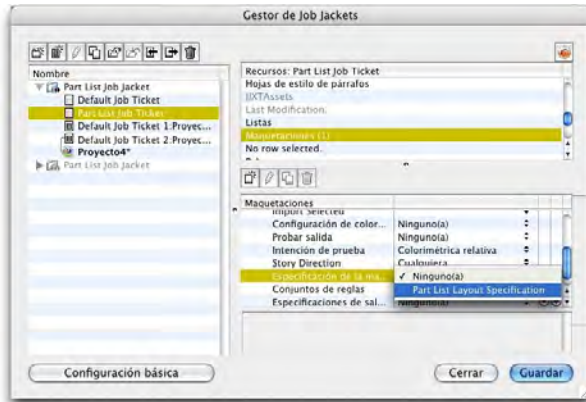 Gestor de Job Jackets
Nombre
Part List Job Jacket
Default Job Ticket
Part List Job Ticket
Default Job Ticket 1:Proyec...
Default Job Ticket 2:Proyec...
Proyecto4*
Part List Job Jacket
Recursos: Part List Job Ticket
Hojas de estilo de párrafos
JJXTAssets
Last Modification.
Listas
Maquetaciones (1)
No row selected.
Maquetaciones
Import Selected
Configuración de color... Ninguno(a)
Probar salida Ninguno(a)
Intención de prueba Colorimétrica relativa
Story Direction Cualquiera
Especificación de la ma... ✓ Ninguno(a)
Conjuntos de reglas Part List Layout Specification
Especificaciones de sal... Ninguno(a)
Configuración básica
Cerrar
Guardar